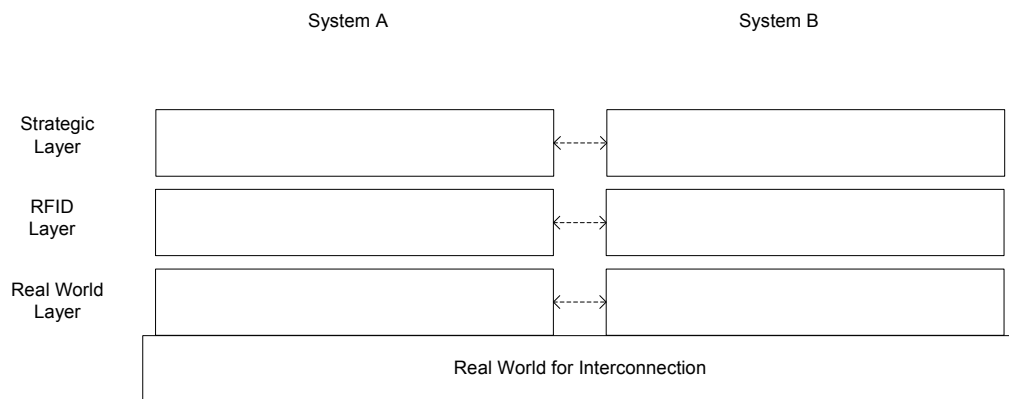 System A
System B
Strategic
Layer
RFID
Layer
Real World
Layer
Real World for Interconnection